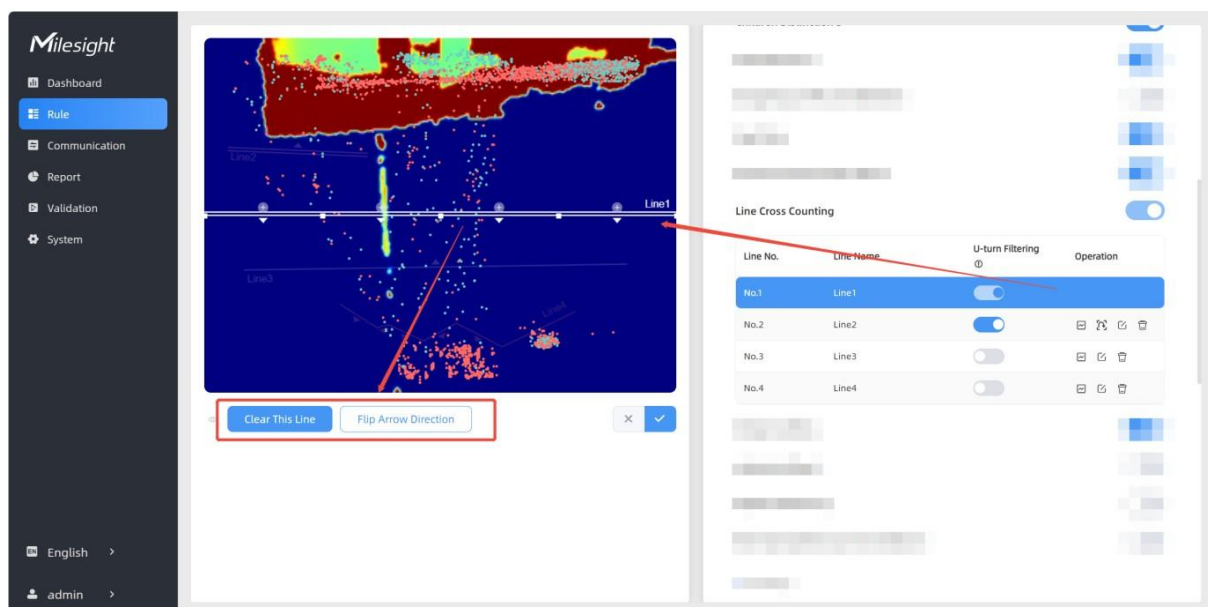 Milesight
Dashboard
Rule
Communication
Report
Validation
System
English
admin
Line2
Line1
Line3
Line4
Clear This Line
Flip Arrow Direction
Line Cross Counting
Line No. Line Name U-turn Filtering Operation
No.1 Line1
No.2 Line2
No.3 Line3
No.4 Line4